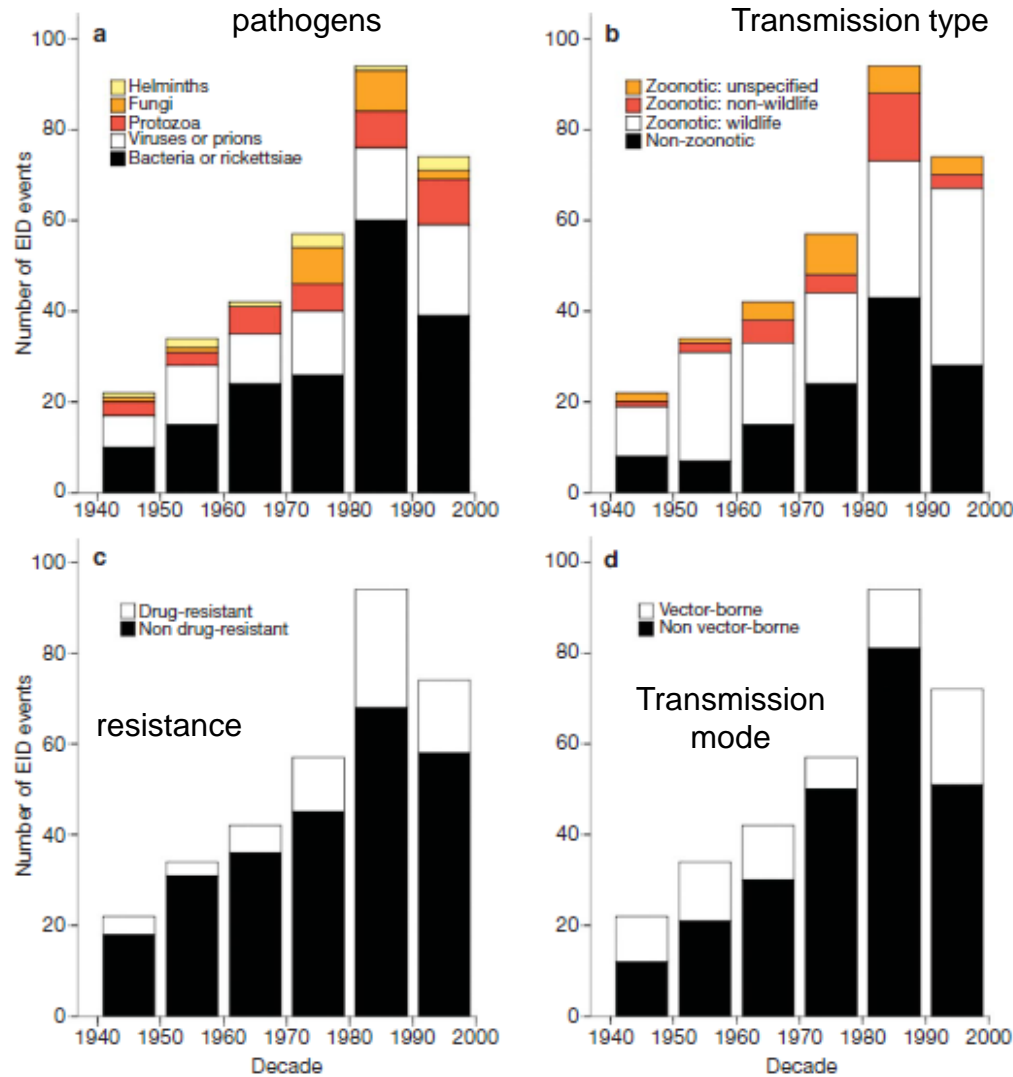 pathogens
a
Helminths
Fungi
Protozoa
Viruses or prions
Bacteria or rickettsiae
Number of EID events
100
80
60
40
20
0
1940 1950 1960 1970 1980 1990 2000
Transmission type
b
Zoonotic: unspecified
Zoonotic: non-wildlife
Zoonotic: wildlife
Non-zoonotic
100
80
60
40
20
0
1940 1950 1960 1970 1980 1990 2000
c
Drug-resistant
Non drug-resistant
resistance
Number of EID events
100
80
60
40
20
0
1940 1950 1960 1970 1980 1990 2000
Decade
d
Vector-borne
Non vector-borne
Transmission
mode
100
80
60
40
20
0
1940 1950 1960 1970 1980 1990 2000
Decade